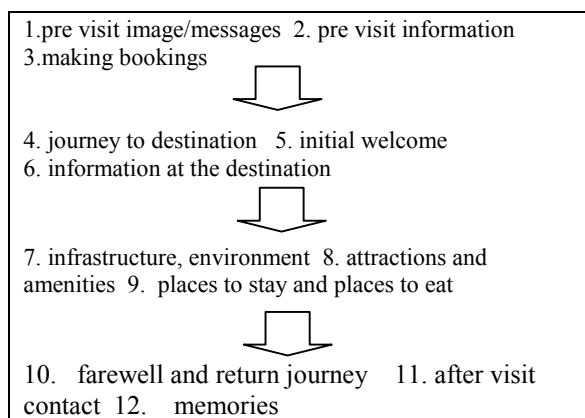 1.pre visit image/messages 2. pre visit information
3.making bookings
4. journey to destination 5. initial welcome
6. information at the destination
7. infrastructure, environment 8. attractions and
amenities 9. places to stay and places to eat
10. farewell and return journey 11. after visit
contact 12. memories